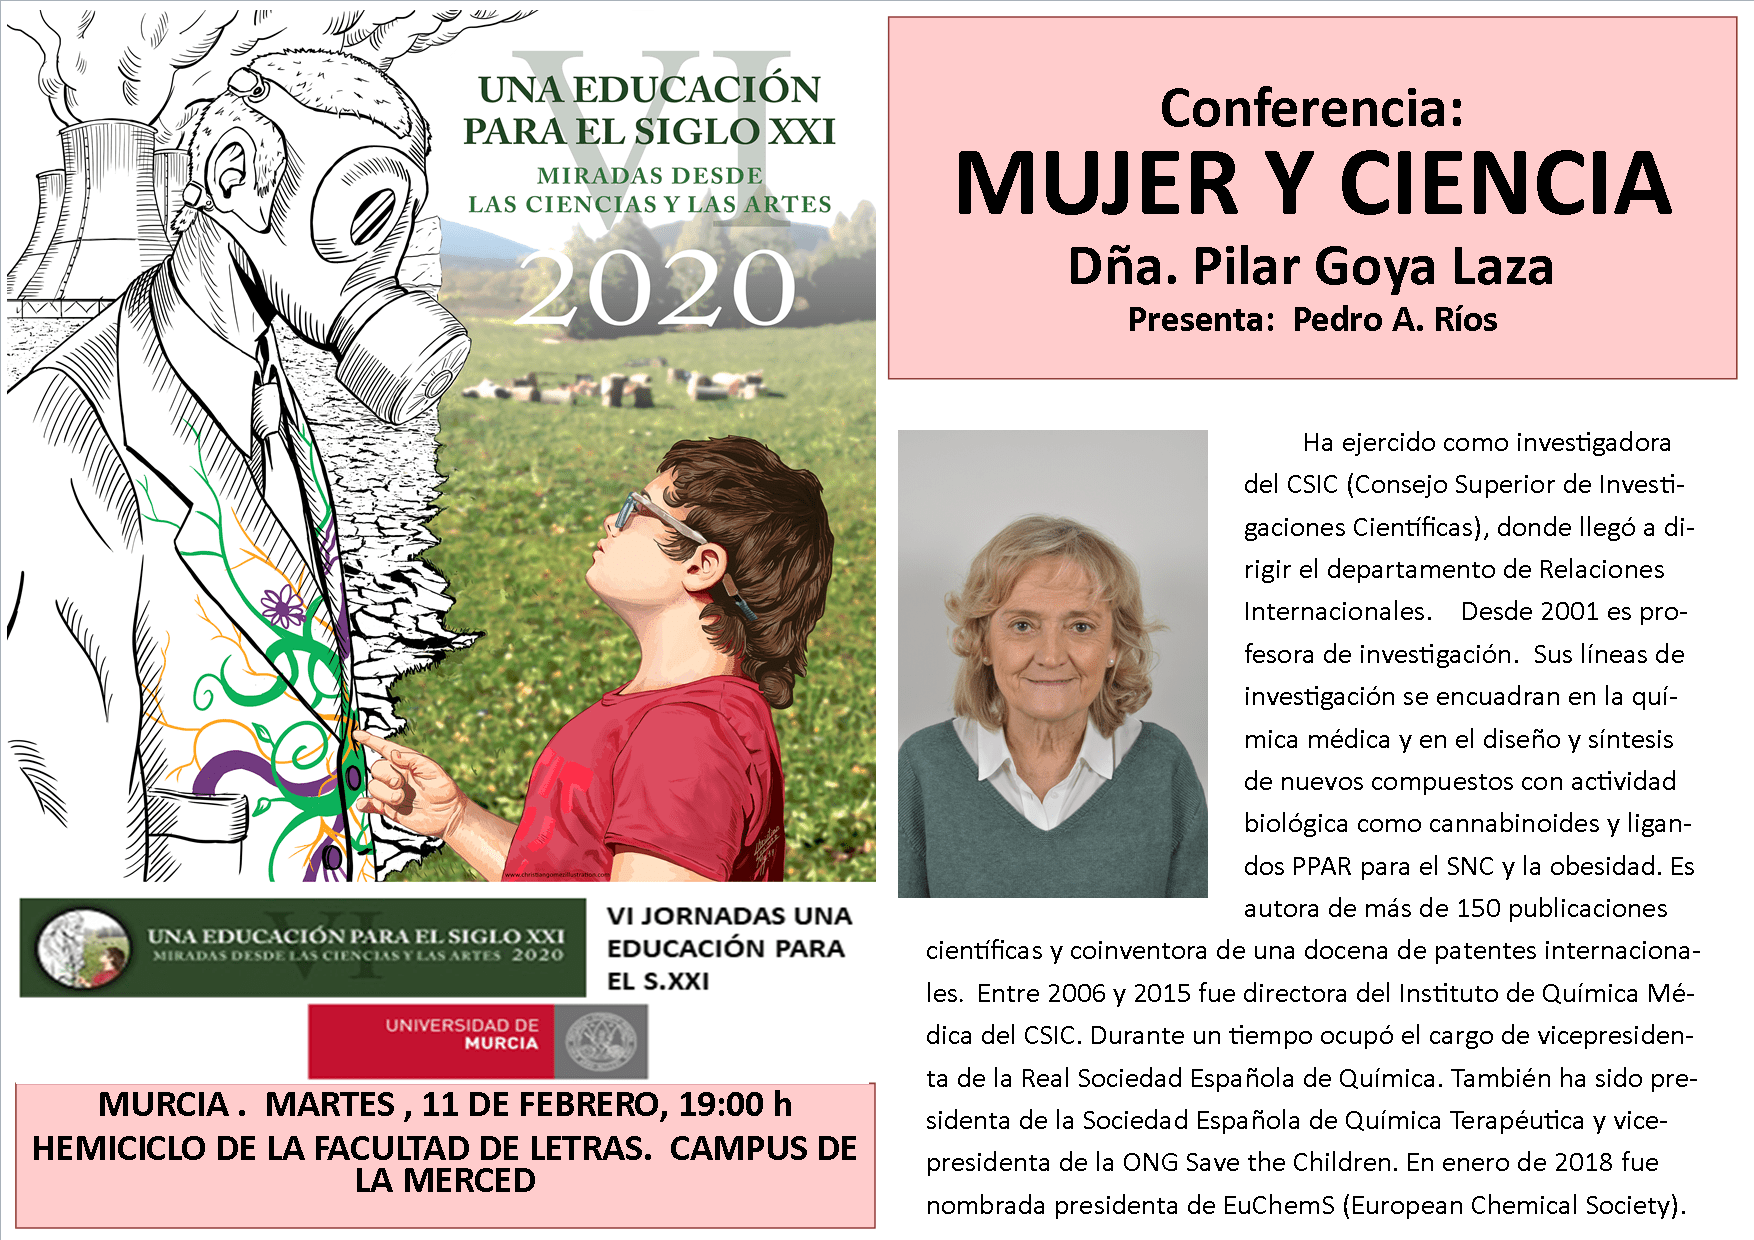 VI
UNA EDUCACIÓN
PARA EL SIGLO XXI
MIRADAS DESDE
LAS CIENCIAS Y LAS ARTES
2020
www.christiangomesillustration.com
VI
UNA EDUCACIÓN PARA EL SIGLO XXI
MIRADAS DESDE LAS CIENCIAS Y LAS ARTES 2020
VI JORNADAS UNA
EDUCACIÓN PARA
EL S.XXI
UNIVERSIDAD DE
MURCIA
MURCIA .  MARTES , 11 DE FEBRERO, 19:00 h
HEMICICLO DE LA FACULTAD DE LETRAS.  CAMPUS DE
LA MERCED
Conferencia:
MUJER Y CIENCIA
Dña. Pilar Goya Laza
Presenta:  Pedro A. Ríos
Ha ejercido como investigadora
del CSIC (Consejo Superior de Investi-
gaciones Científicas), donde llegó a di-
rigir el departamento de Relaciones
Internacionales.    Desde 2001 es pro-
fesora de investigación.  Sus líneas de
investigación se encuadran en la quí-
mica médica y en el diseño y síntesis
de nuevos compuestos con actividad
biológica como cannabinoides y ligan-
dos PPAR para el SNC y la obesidad. Es
autora de más de 150 publicaciones
científicas y coinventora de una docena de patentes internaciona-
les.  Entre 2006 y 2015 fue directora del Instituto de Química Mé-
dica del CSIC. Durante un tiempo ocupó el cargo de vicepresiden-
ta de la Real Sociedad Española de Química. También ha sido pre-
sidenta de la Sociedad Española de Química Terapéutica y vice-
presidenta de la ONG Save the Children. En enero de 2018 fue
nombrada presidenta de EuChemS (European Chemical Society).